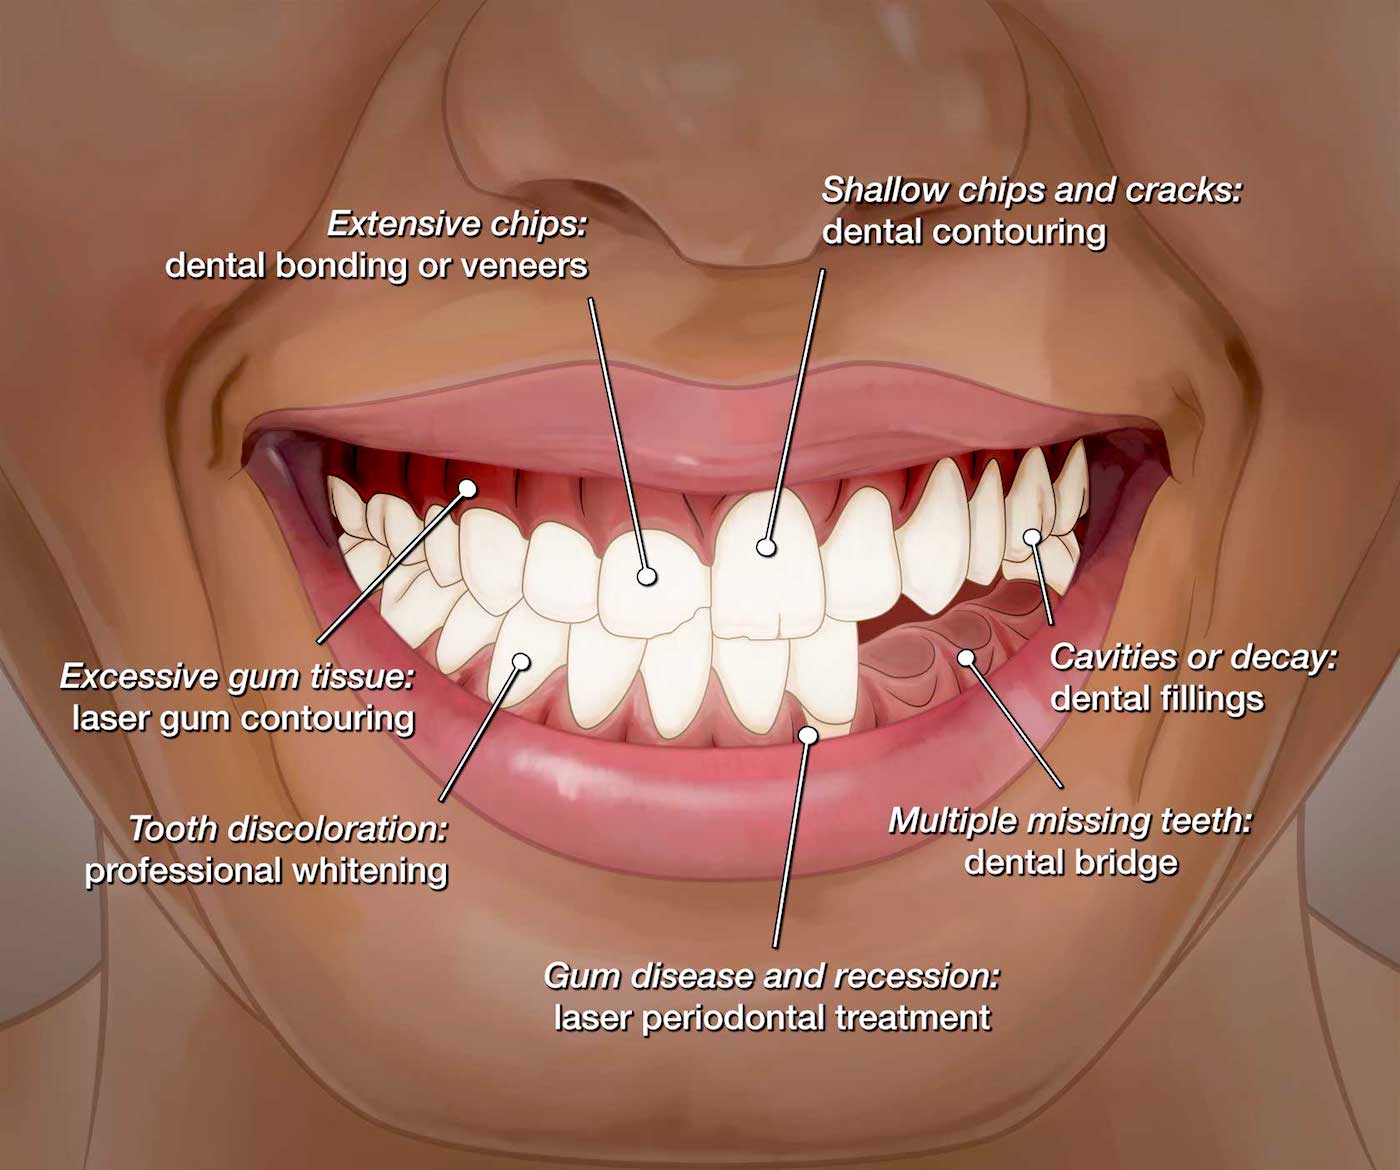 Shallow chips and cracks:
dental contouring
Extensive chips:
dental bonding or veneers
Cavities or decay:
dental fillings
Excessive gum tissue:
laser gum contouring
Multiple missing teeth:
dental bridge
Tooth discoloration:
professional whitening
Gum disease and recession:
laser periodontal treatment